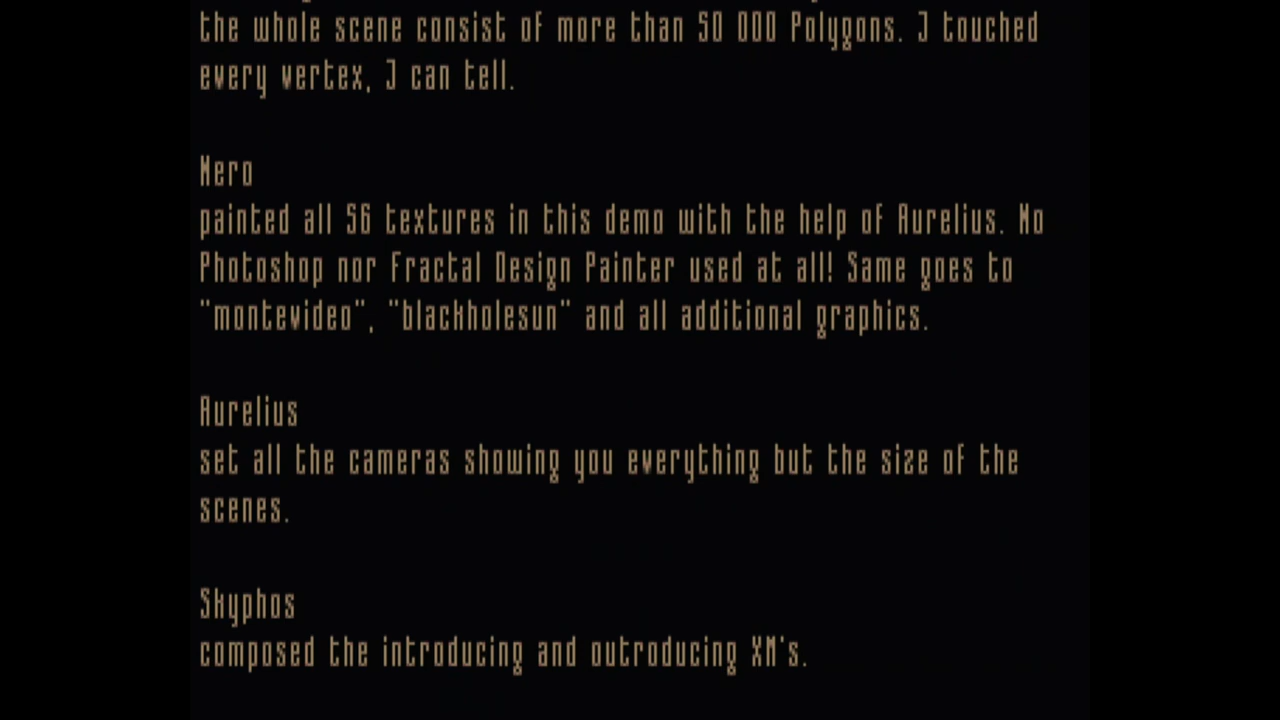 the whole scene consist of more than 50 000 Polygons. I touched
every vertex, I can tell.
Nero
painted all 56 textures in this demo with the help of Aurelius. No
Photoshop nor Fractal Design Painter used at all! Same goes to
"montevideo", "blackholesun" and all additional graphics.
Aurelius
set all the cameras showing you everything but the size of the
scenes.
Skyphos
composed the introducing and outroducing XM's.